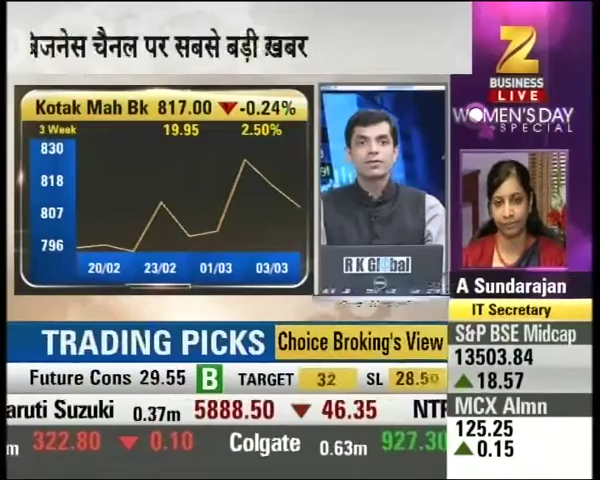 बिजनेस चैनल पर सबसे बड़ी ख़बर
Z
BUSINESS
LIVE
WOMEN'S DAY
SPECIAL
Kotak Mah Bk 817.00 ▼ -0.24%
3 Week 19.95 2.50%
830
818
807
796
20/02 23/02 01/03 03/03
R K Global
DELL
A Sundarajan
IT Secretary
TRADING PICKS Choice Broking's View
Future Cons 29.55 B TARGET 32 SL 28.50
S&P BSE Midcap
13503.84
▲ 18.57
MCX Almn
125.25
▲ 0.15
aruti Suzuki 0.37m 5888.50 ▼ 46.35 NTP
m 322.80 ▼ 0.10 Colgate 0.63m 927.30